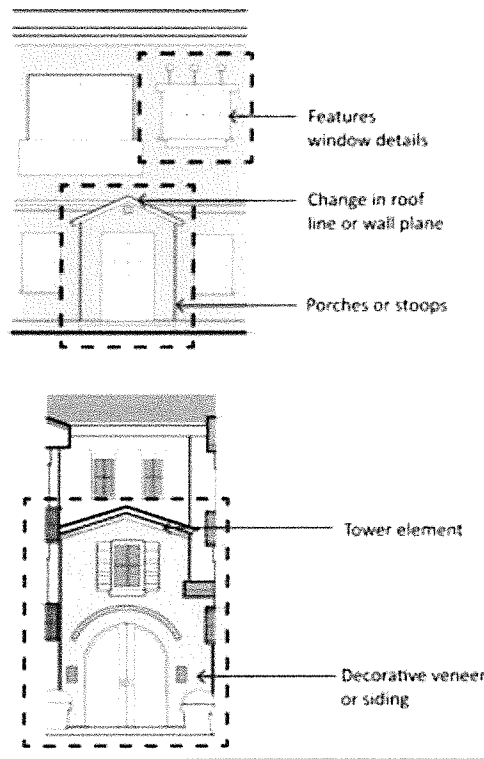 Features
window details
Change in roof
line or wall plane
Porches or stoops
Tower element
Decorative veneer
or siding